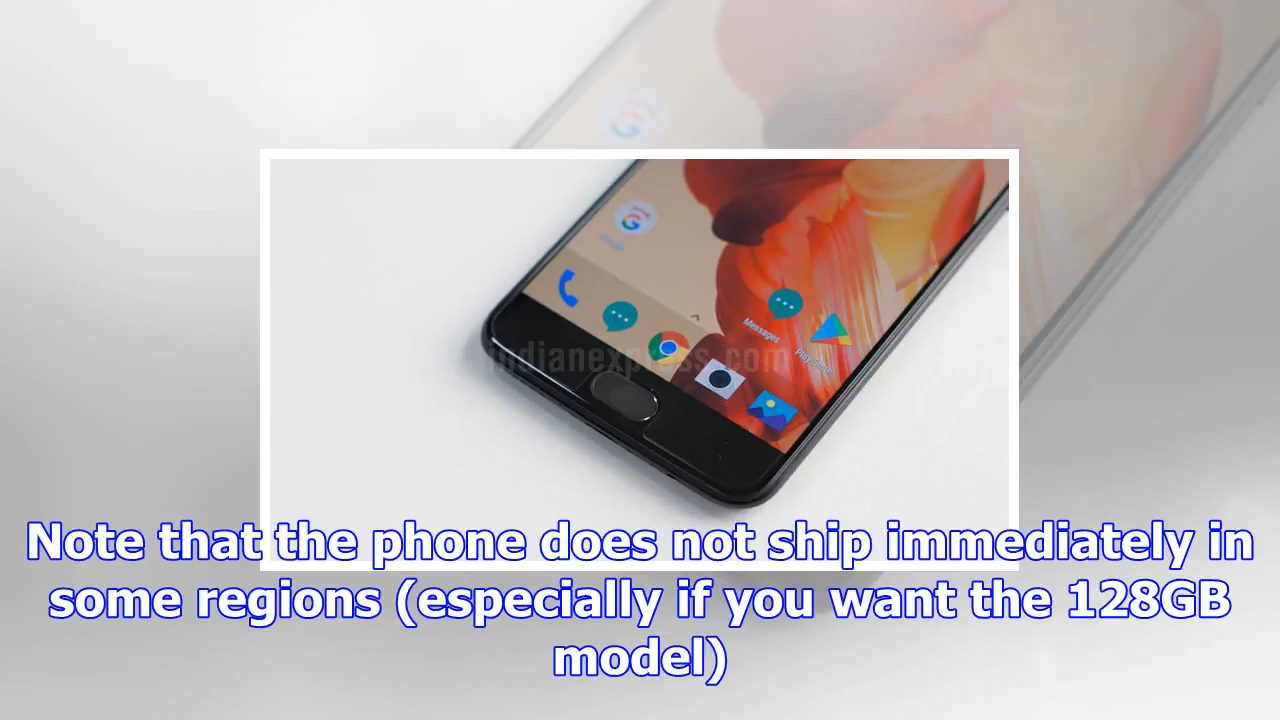 Messages
Play Store
indianexpress.com
Note that the phone does not ship immediately in
some regions (especially if you want the 128GB
model)